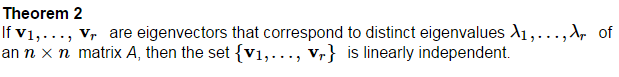 Theorem 2
If v₁,..., vᵣ are eigenvectors that correspond to distinct eigenvalues λ₁,...,λᵣ of
an n × n matrix A, then the set {v₁,..., vᵣ} is linearly independent.